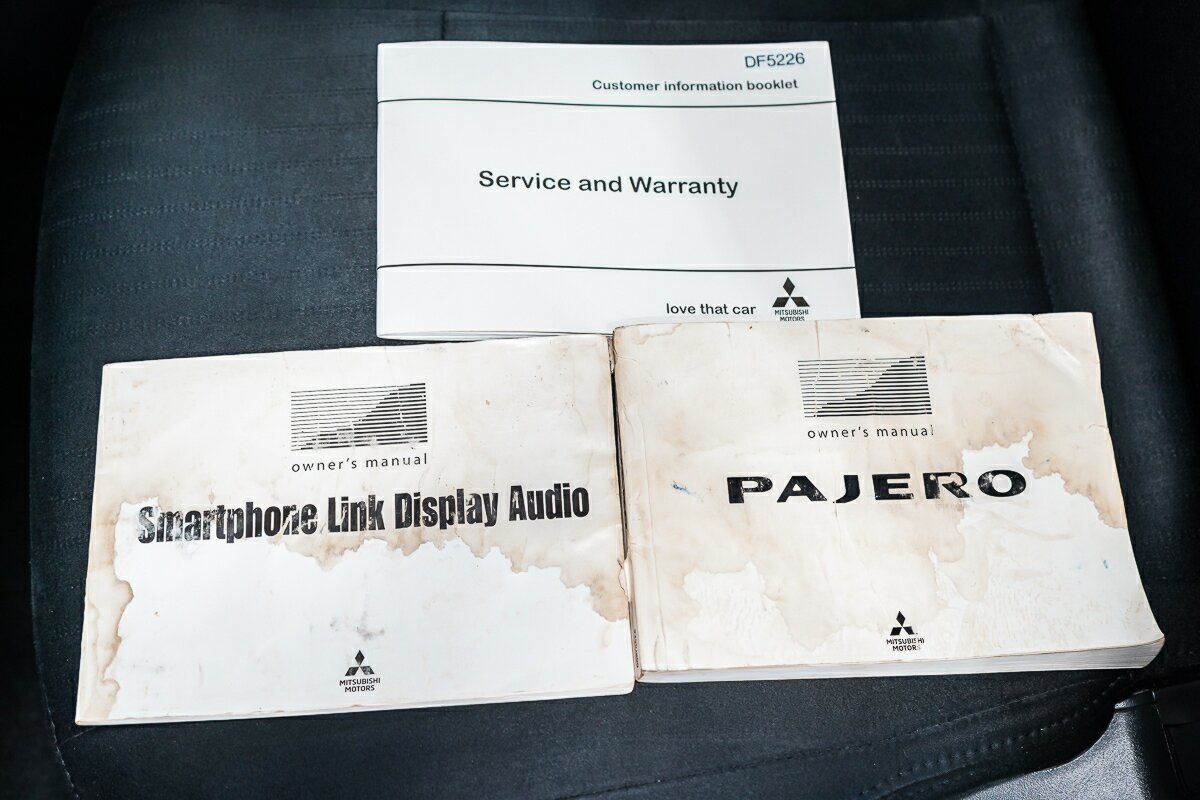 DF5226
Customer information booklet
Service and Warranty
love that car
MITSUBISHI
MOTORS
owner's manual
Smartphone Link Display Audio
MITSUBISHI
MOTORS
owner's manual
PAJERO
MITSUBISHI
MOTORS